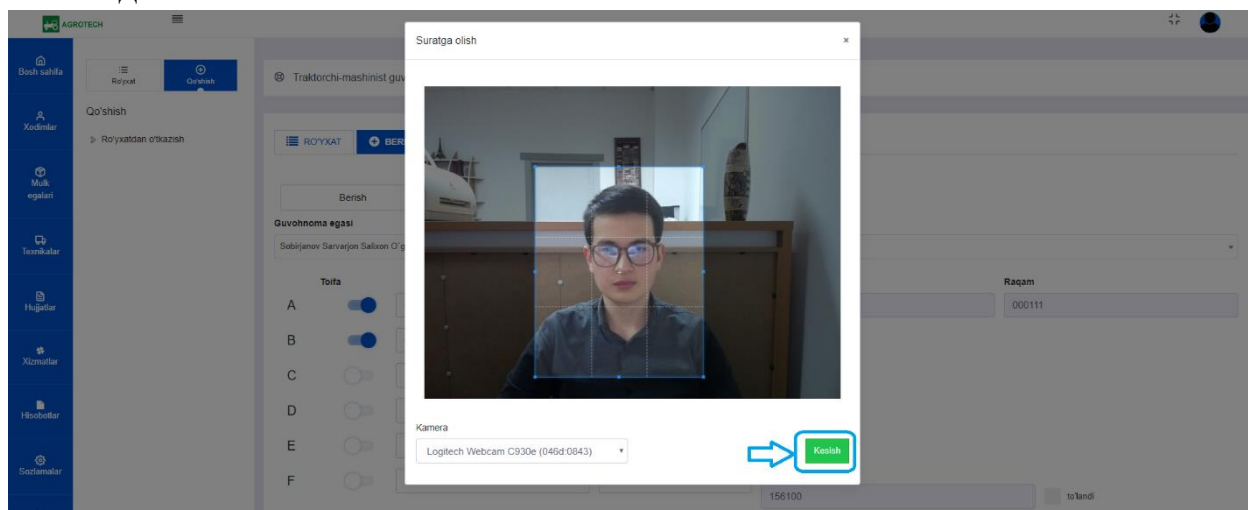 AGROTECH
Bosh sahifa
Xodimlar
Mulk
egalari
Texnikalar
Hujjatlar
Xizmatlar
Hisobotlar
Sozlamalar
Ro'yxat
Qo'shish
Qo'shish
Ro'yxatdan o'tkazish
Traktorchi-mashinist guv
RO'YXAT
BER
Berish
Guvohnoma egasi
Sobirjanov Sarvarjon Salixon O`g
Toifa
A
B
C
D
E
F
Suratga olish
×
Kamera
Logitech Webcam C930e (046d:0843)
Kesish
Raqam
000111
156100
to'landi